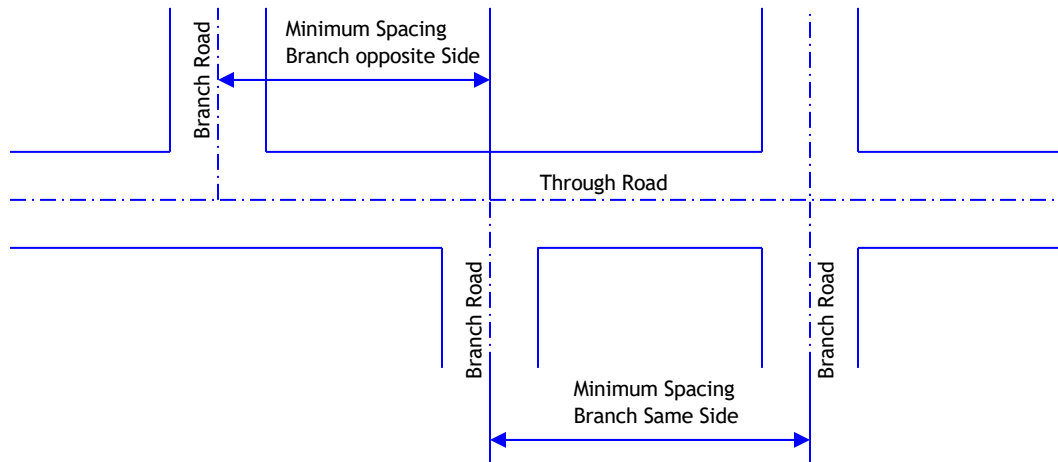 Branch Road
Minimum Spacing
Branch opposite Side
Through Road
Branch Road
Branch Road
Minimum Spacing
Branch Same Side